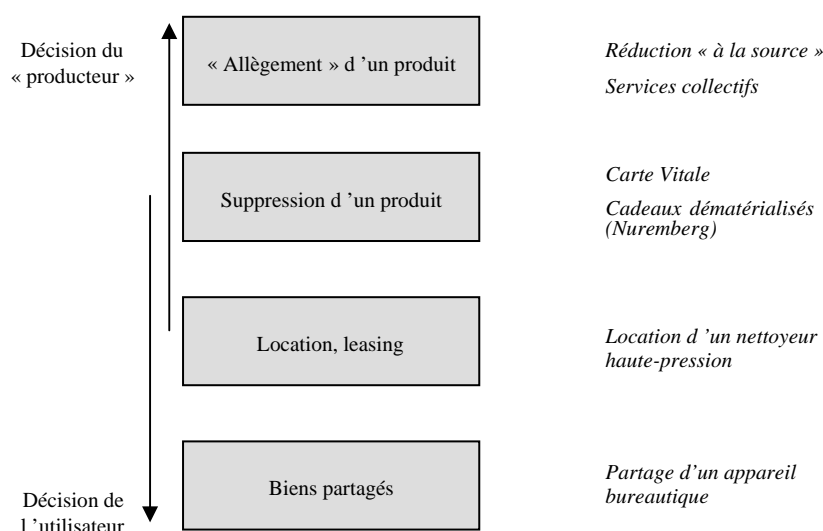 Décision du
« producteur »
« Allègement » d ’un produit
Réduction « à la source »
Services collectifs
Suppression d ’un produit
Carte Vitale
Cadeaux dématérialisés
(Nuremberg)
Location, leasing
Location d ’un nettoyeur
haute-pression
Biens partagés
Partage d’un appareil
bureautique
Décision de
l ’utilisateur